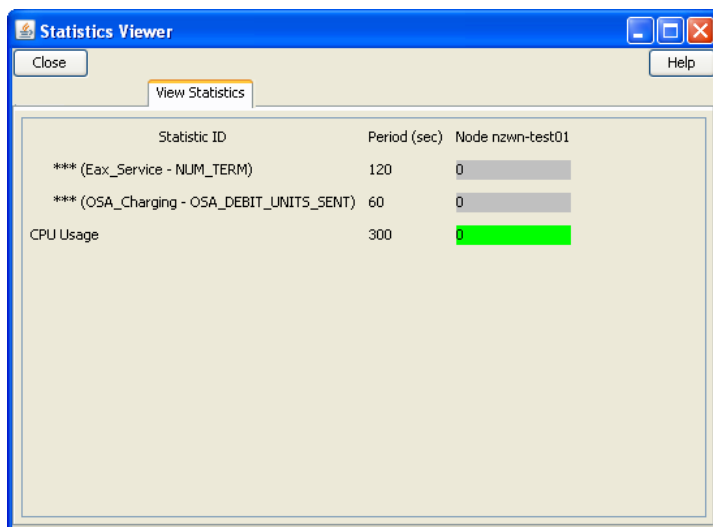 Statistics Viewer
Close Help
View Statistics
Statistic ID Period (sec) Node nzwn-test01
*** (Eax_Service - NUM_TERM) 120 0
*** (OSA_Charging - OSA_DEBIT_UNITS_SENT) 60 0
CPU Usage 300 0